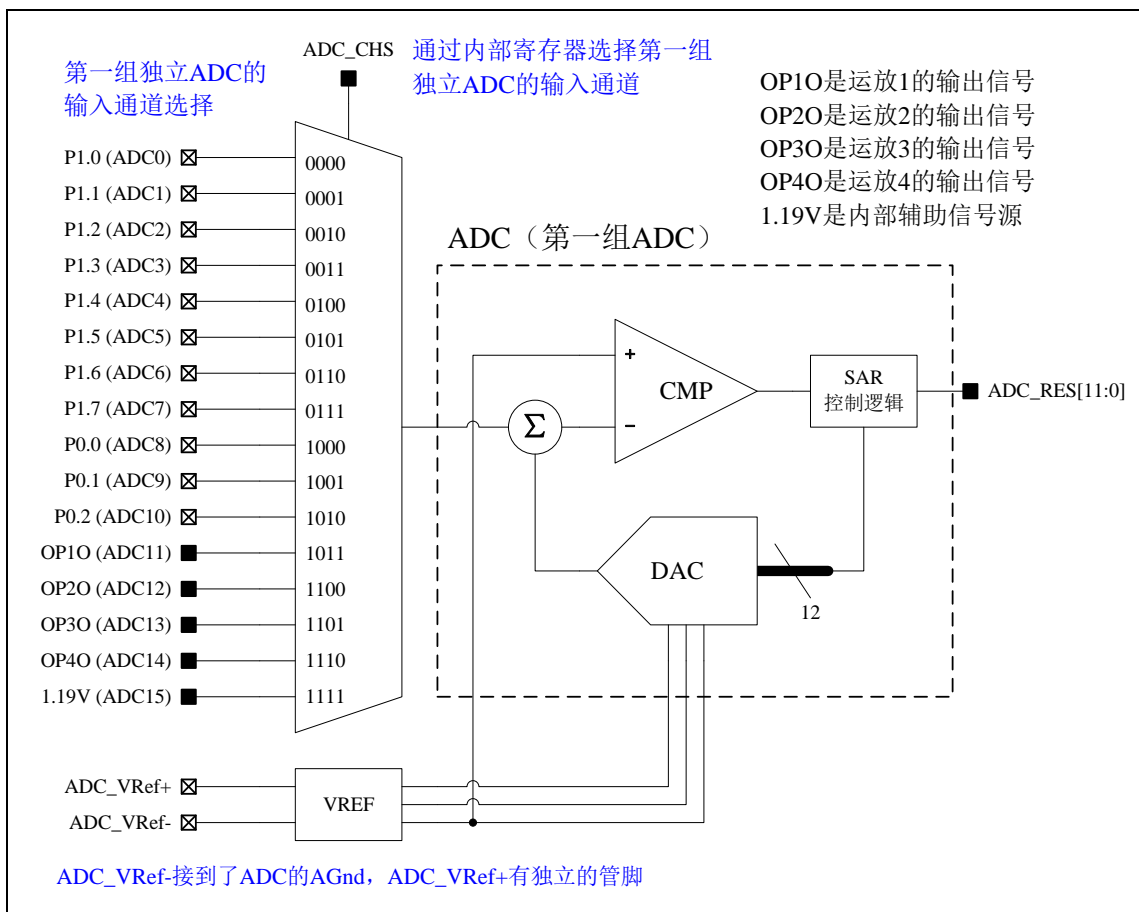 ADC_CHS
通过内部寄存器选择第一组
独立ADC的输入通道
第一组独立ADC的
输入通道选择
OP1O是运放1的输出信号
OP2O是运放2的输出信号
OP3O是运放3的输出信号
OP4O是运放4的输出信号
1.19V是内部辅助信号源
P1.0 (ADC0) 0000
P1.1 (ADC1) 0001
P1.2 (ADC2) 0010
P1.3 (ADC3) 0011
P1.4 (ADC4) 0100
P1.5 (ADC5) 0101
P1.6 (ADC6) 0110
P1.7 (ADC7) 0111
P0.0 (ADC8) 1000
P0.1 (ADC9) 1001
P0.2 (ADC10) 1010
OP1O (ADC11) 1011
OP2O (ADC12) 1100
OP3O (ADC13) 1101
OP4O (ADC14) 1110
1.19V (ADC15) 1111
ADC（第一组ADC）
+
CMP
−
Σ
SAR
控制逻辑
ADC_RES[11:0]
DAC
12
ADC_VRef+
ADC_VRef-
VREF
ADC_VRef-接到了ADC的AGnd，ADC_VRef+有独立的管脚